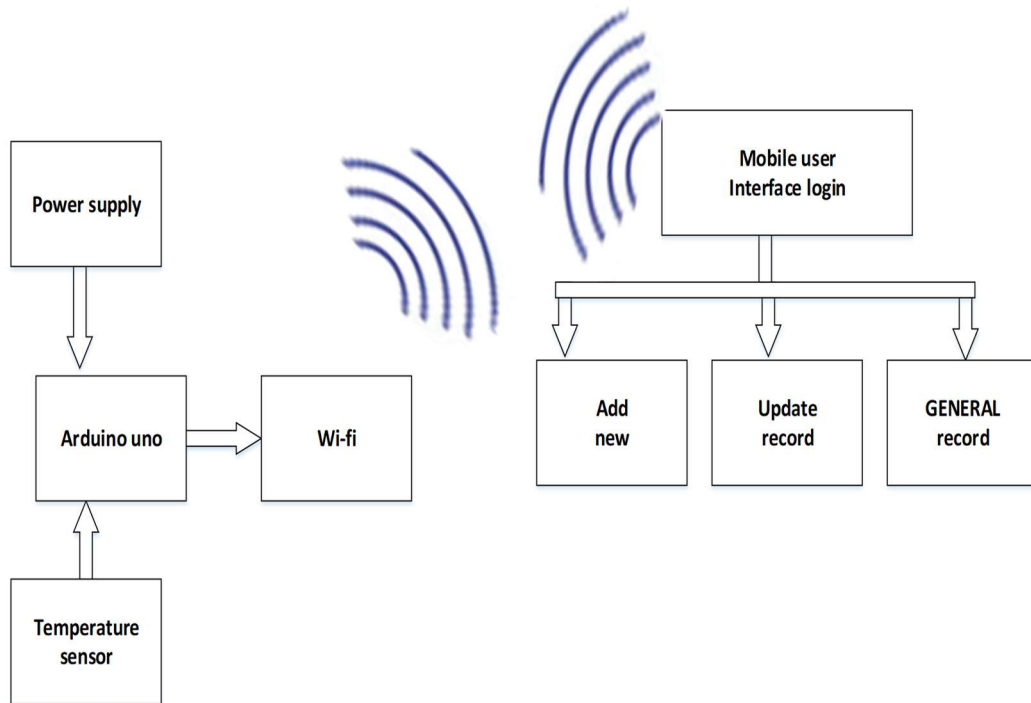 Mobile user
Interface login
Power supply
Arduino uno
Wi-fi
Add
new
Update
record
GENERAL
record
Temperature
sensor